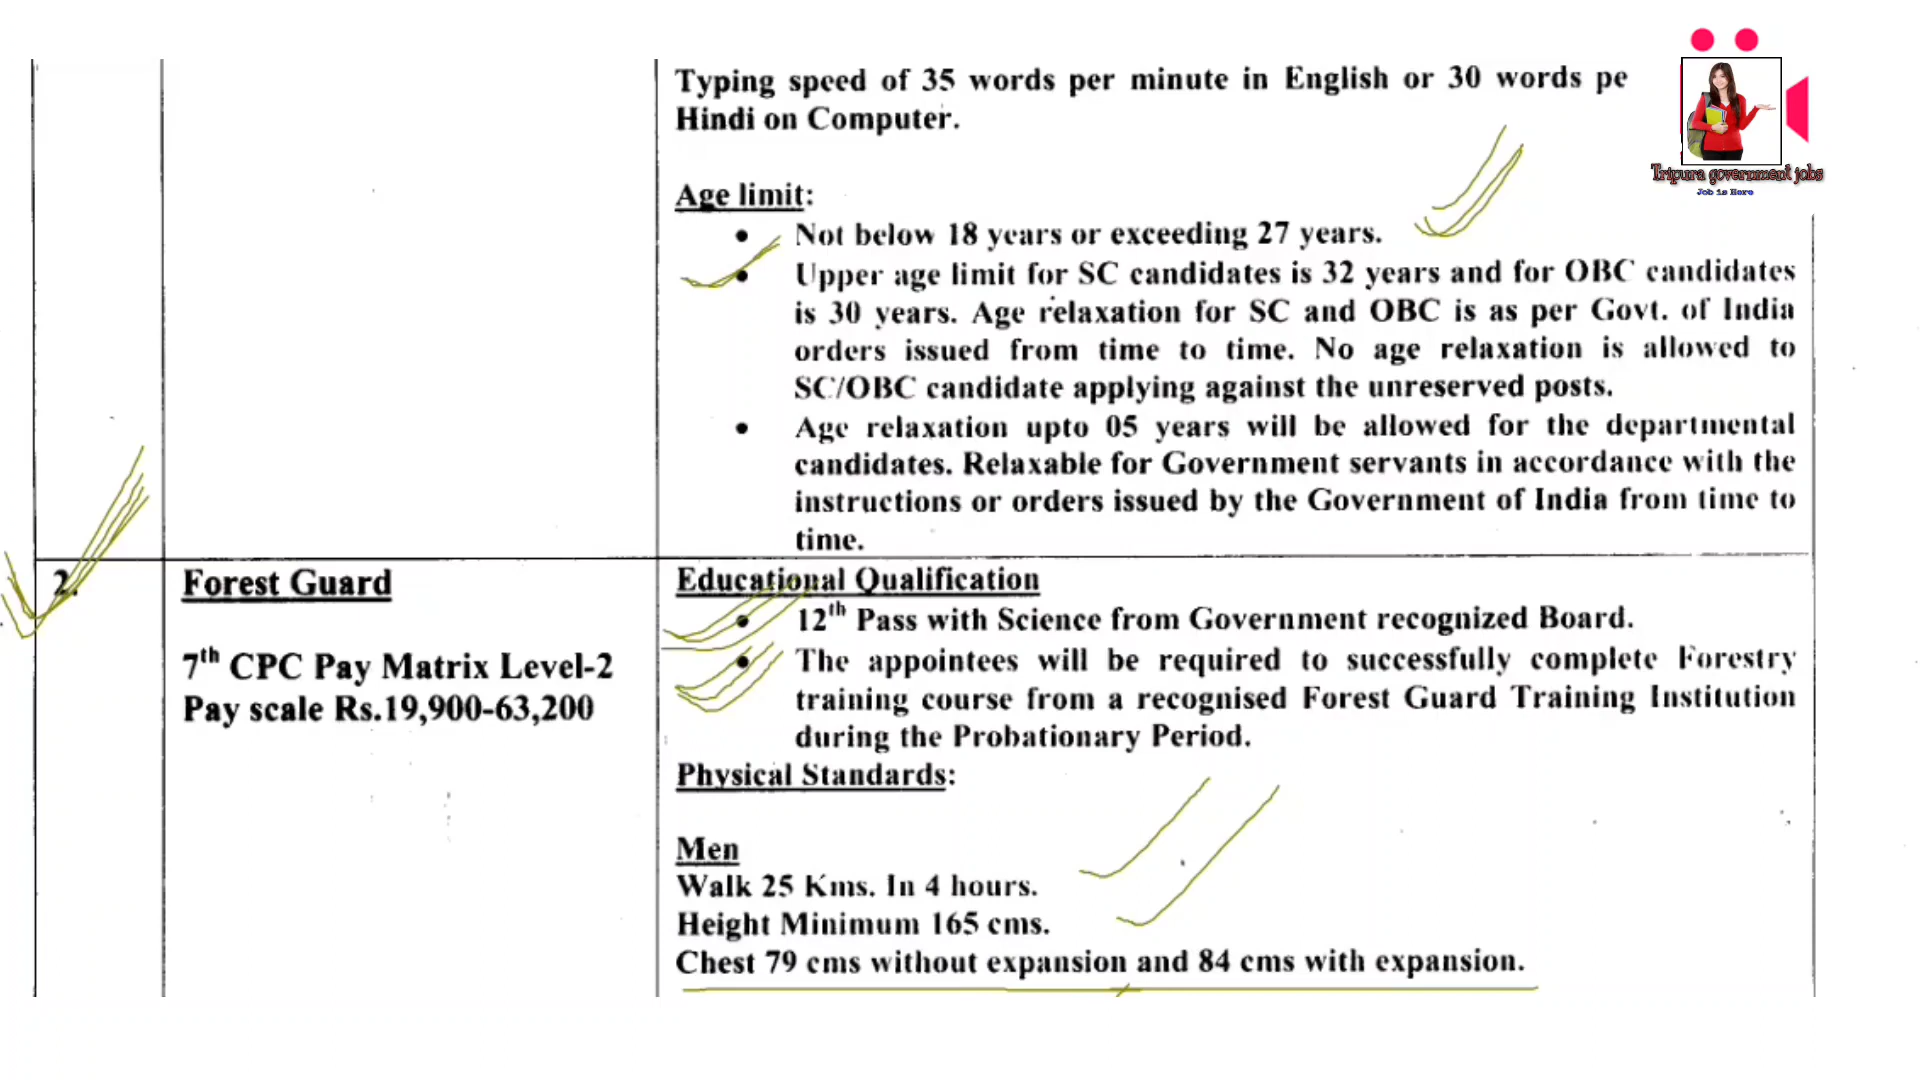 Typing speed of 35 words per minute in English or 30 words pe
Hindi on Computer.
Tripura government jobs
Job is Here
Age limit:
• Not below 18 years or exceeding 27 years.
• Upper age limit for SC candidates is 32 years and for OBC candidates
is 30 years. Age relaxation for SC and OBC is as per Govt. of India
orders issued from time to time. No age relaxation is allowed to
SC/OBC candidate applying against the unreserved posts.
• Age relaxation upto 05 years will be allowed for the departmental
candidates. Relaxable for Government servants in accordance with the
instructions or orders issued by the Government of India from time to
time.
2.
Forest Guard
7th CPC Pay Matrix Level-2
Pay scale Rs.19,900-63,200
Educational Qualification
• 12th Pass with Science from Government recognized Board.
• The appointees will be required to successfully complete Forestry
training course from a recognised Forest Guard Training Institution
during the Probationary Period.
Physical Standards:
Men
Walk 25 Kms. In 4 hours.
Height Minimum 165 cms.
Chest 79 cms without expansion and 84 cms with expansion.